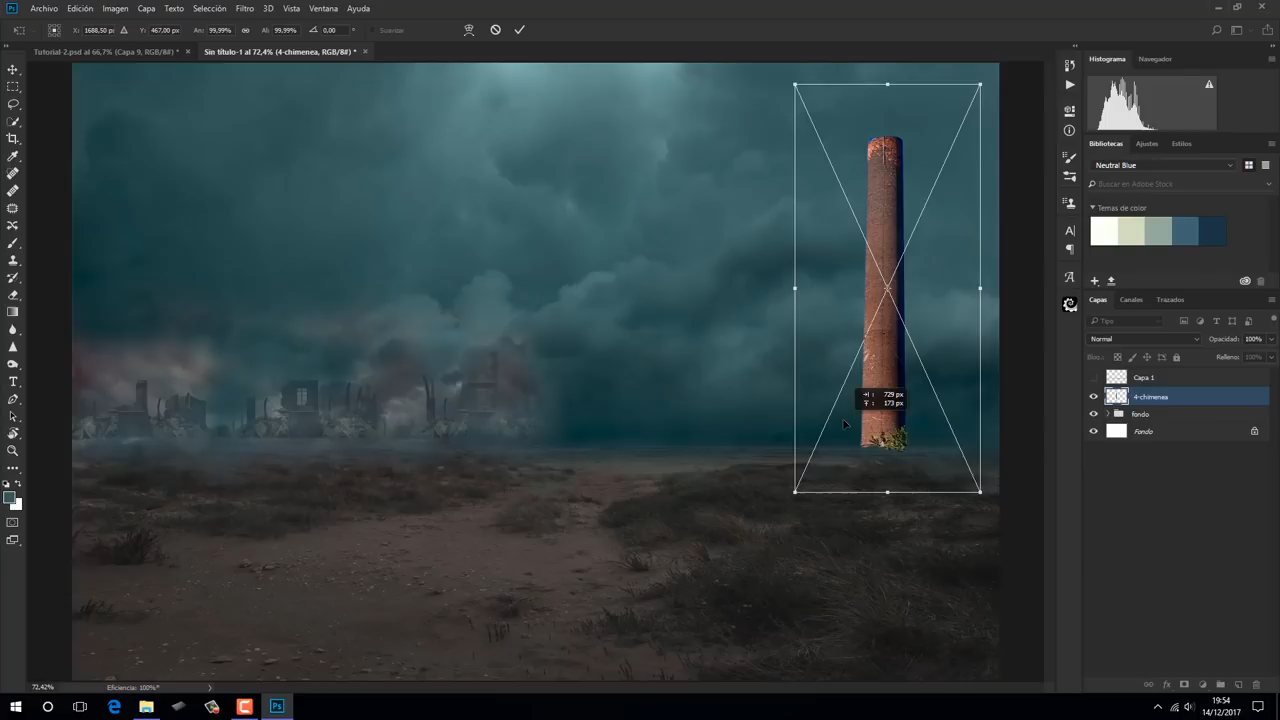 Ps Archivo Edición Imagen Capa Texto Selección Filtro 3D Vista Ventana Ayuda
X: 1688,50 px Y: 467,00 px An: 99,99% Al: 99,99% 0,00 ° Suavizar
Tutorial-2.psd al 66,7% (Capa 9, RGB/8#) * × Sin título-1 al 72,4% (4-chimenea, RGB/8#) * ×
Histograma Navegador
Bibliotecas Ajustes Estilos
Neutral Blue
Buscar en Adobe Stock
Temas de color
Capas Canales Trazados
Tipo
Normal Opacidad: 100%
Bloq.: Relleno: 100%
Capa 1
4-chimenea
fondo
Fondo
729 px
173 px
72,42% Eficiencia: 100%*
Ps
19:54
14/12/2017